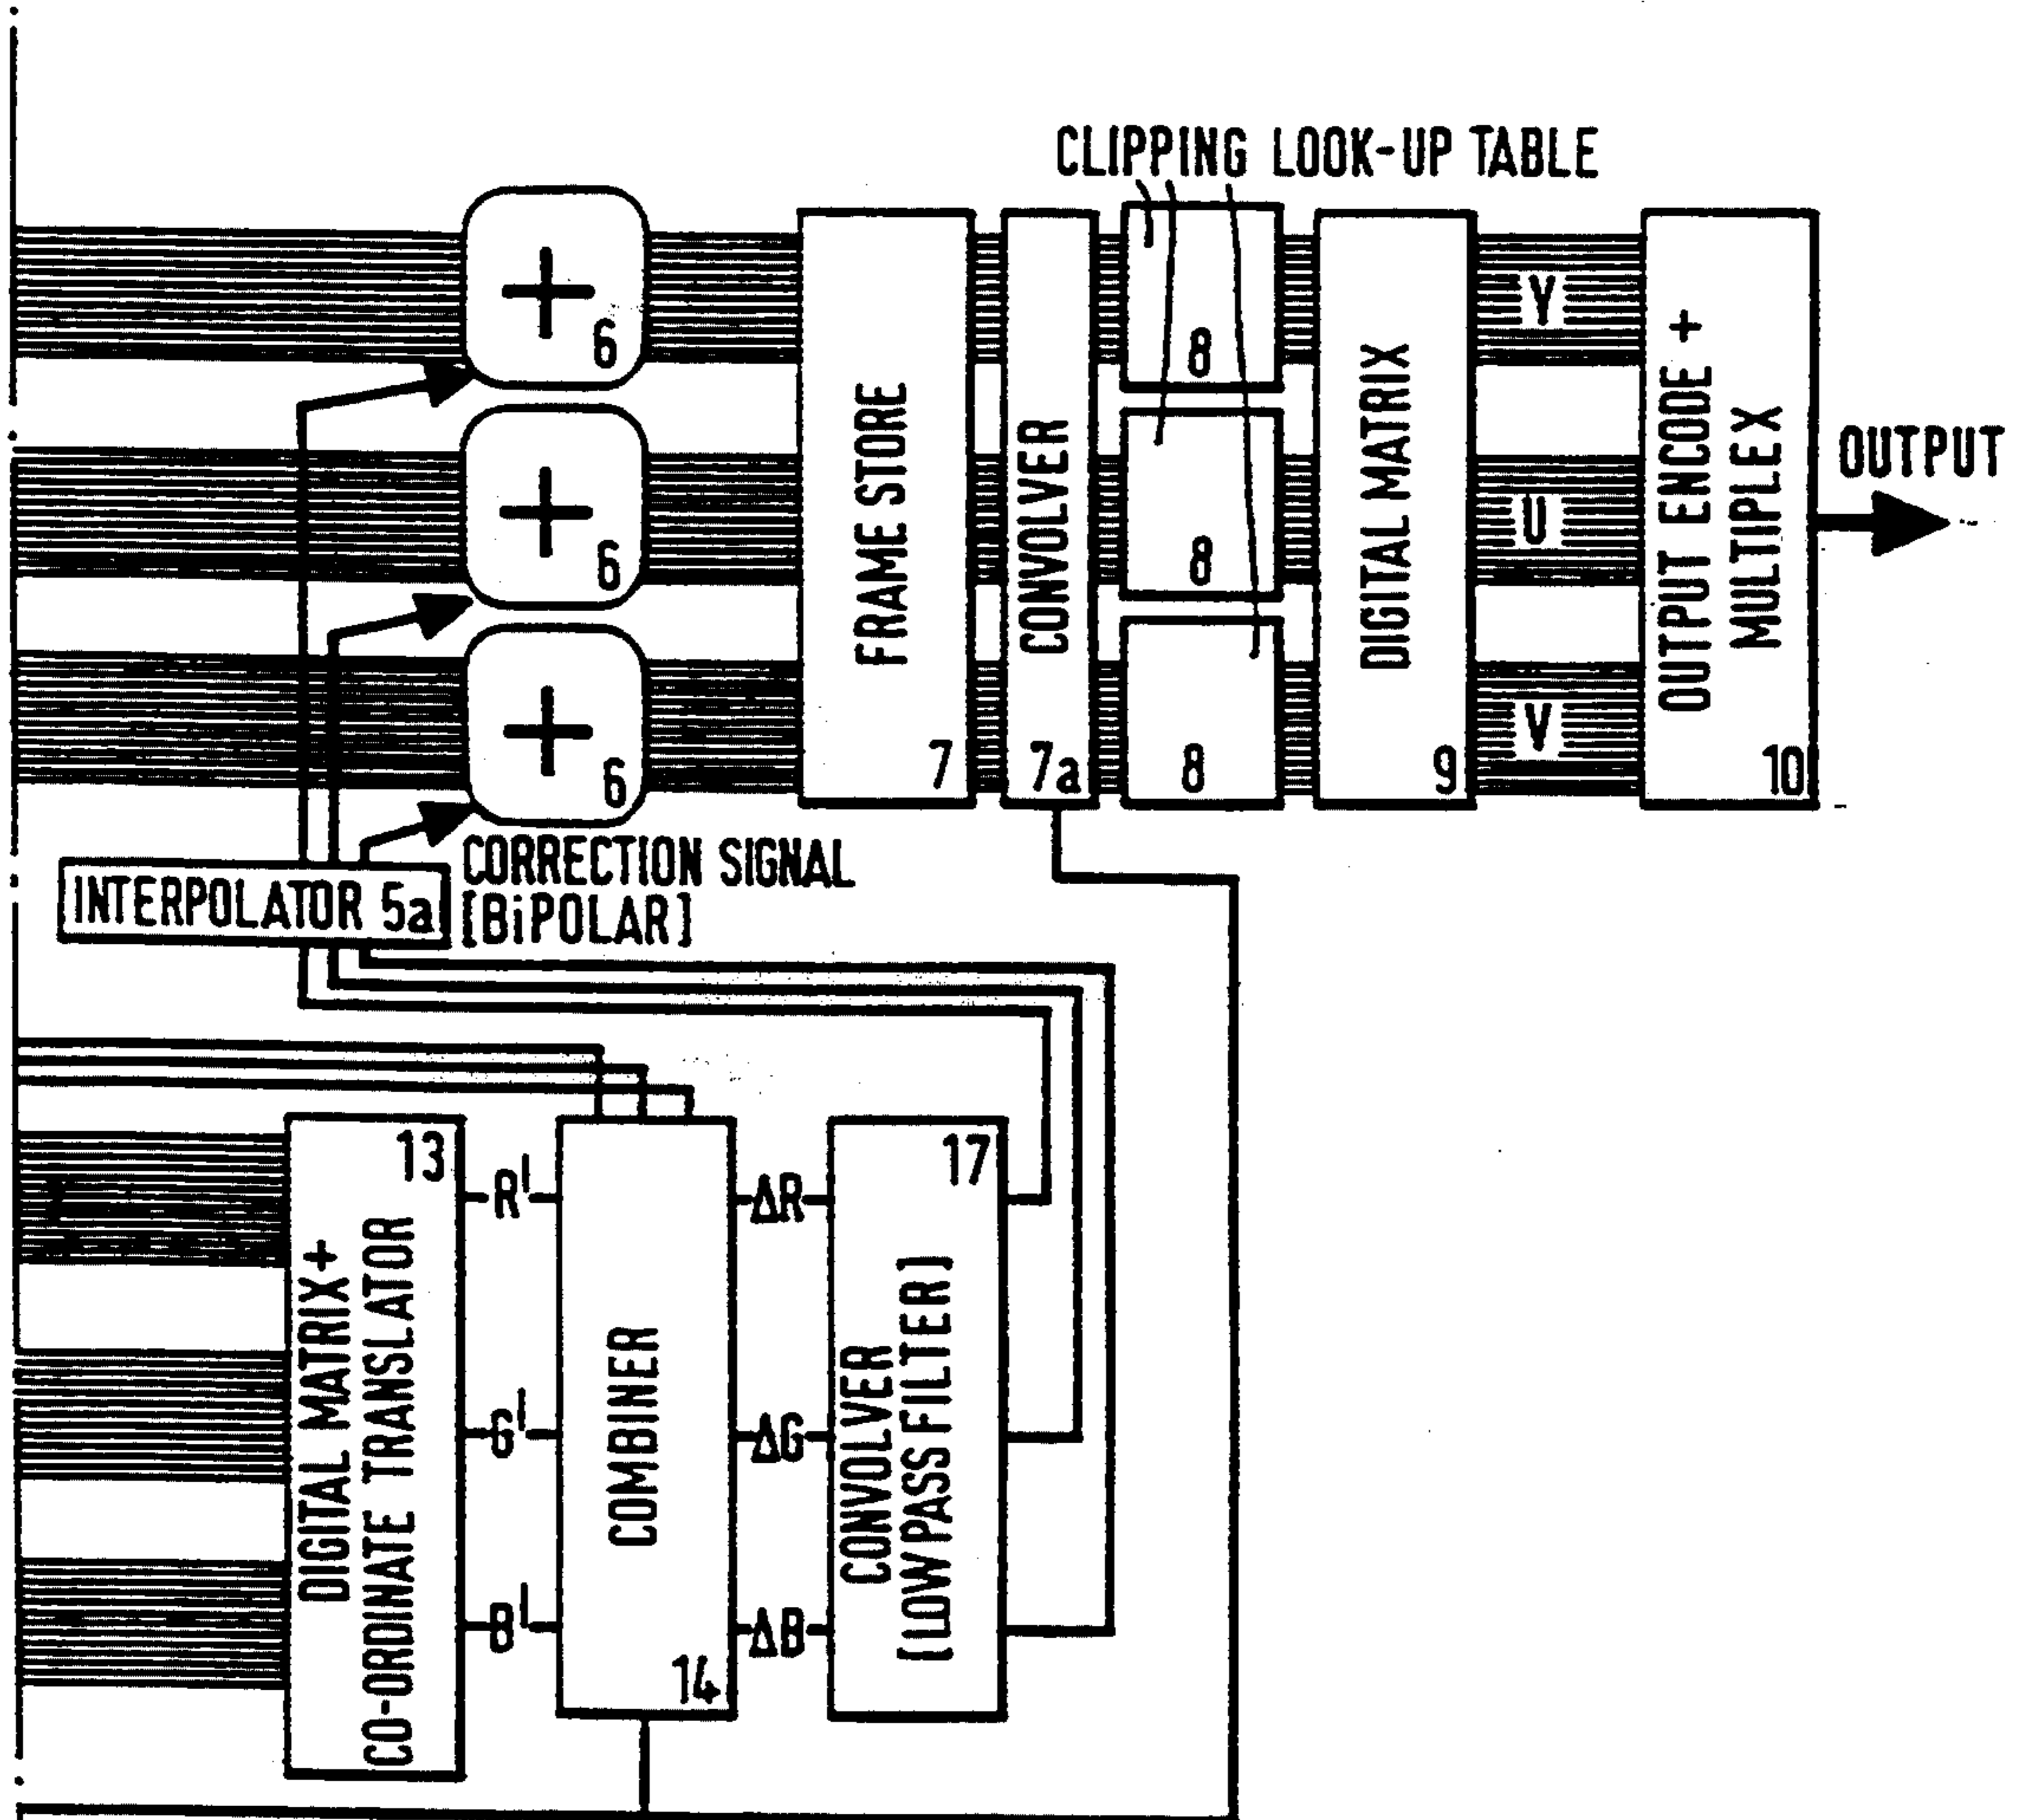 CLIPPING LOOK-UP TABLE
+
6
+
6
+
6
FRAME STORE
7
CONVOLVER
7a
8
8
8
DIGITAL MATRIX
9
Y
U
V
OUTPUT ENCODE +
MULTIPLEX
10
OUTPUT
INTERPOLATOR 5a
CORRECTION SIGNAL
[BiPOLAR]
13
DIGITAL MATRIX+
CO-ORDINATE TRANSLATOR
R'
G'
B'
COMBINER
14
ΔR
ΔG
ΔB
17
CONVOLVER
[LOWPASS FILTER]